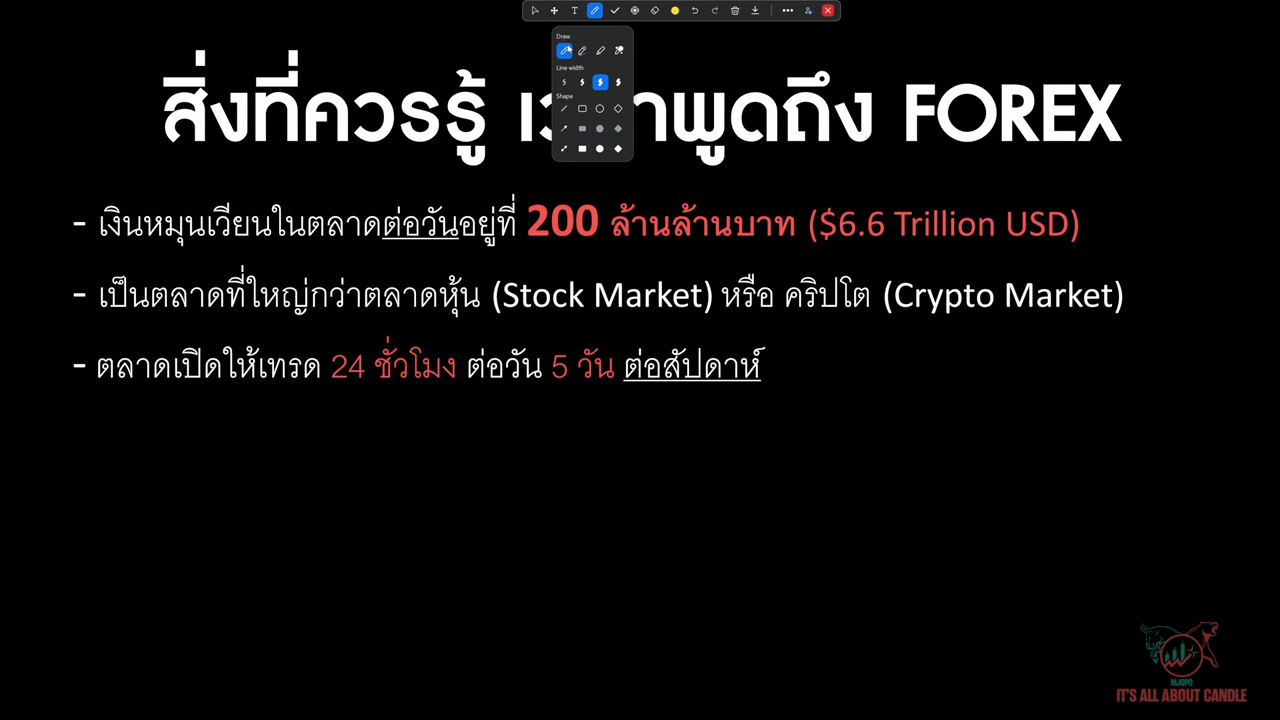 Draw
Line width
Shape
สิ่งที่ควรรู้ เว าพูดถึง FOREX
- เงินหมุนเวียนในตลาดต่อวันอยู่ที่ 200 ล้านล้านบาท ($6.6 Trillion USD)
- เป็นตลาดที่ใหญ่กว่าตลาดหุ้น (Stock Market) หรือ คริปโต (Crypto Market)
- ตลาดเปิดให้เทรด 24 ชั่วโมง ต่อวัน 5 วัน ต่อสัปดาห์
MJOPO
IT'S ALL ABOUT CANDLE